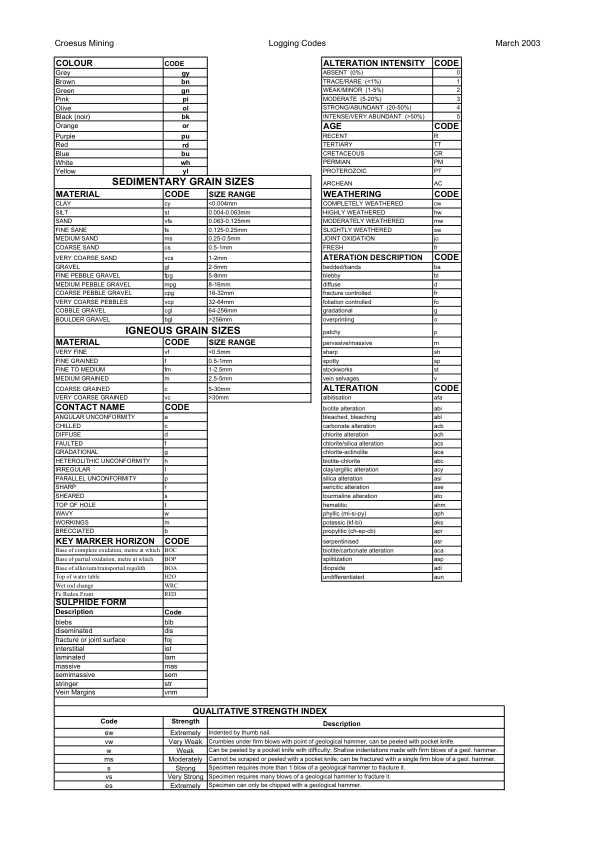 Croesus Mining Logging Codes March 2003
COLOUR CODE
Grey gy
Brown bn
Green gn
Pink pi
Olive ol
Black (noir) bk
Orange or
Purple pu
Red rd
Blue bu
White wh
Yellow yl
SEDIMENTARY GRAIN SIZES
MATERIAL CODE SIZE RANGE
CLAY cy <0.004mm
SILT st 0.004-0.063mm
SAND vfs 0.063-0.125mm
FINE SANE fs 0.125-0.25mm
MEDIUM SAND ms 0.25-0.5mm
COARSE SAND cs 0.5-1mm
VERY COARSE SAND vcs 1-2mm
GRAVEL gl 2-5mm
FINE PEBBLE GRAVEL fpg 5-8mm
MEDIUM PEBBLE GRAVEL mpg 8-16mm
COARSE PEBBLE GRAVEL cpg 16-32mm
VERY COARSE PEBBLES vcp 32-64mm
COBBLE GRAVEL cgl 64-256mm
BOULDER GRAVEL bgl >256mm
IGNEOUS GRAIN SIZES
MATERIAL CODE SIZE RANGE
VERY FINE vf <0.5mm
FINE GRAINED f 0.5-1mm
FINE TO MEDIUM fm 1-2.5mm
MEDIUM GRAINED m 2.5-5mm
COARSE GRAINED c 5-30mm
VERY COARSE GRAINED vc >30mm
CONTACT NAME CODE
ANGULAR UNCONFORMITY a
CHILLED c
DIFFUSE d
FAULTED f
GRADATIONAL g
HETEROLITHIC UNCONFORMITY h
IRREGULAR i
PARALLEL UNCONFORMITY p
SHARP r
SHEARED s
TOP OF HOLE t
WAVY w
WORKINGS m
BRECCIATED b
KEY MARKER HORIZON CODE
Base of complete oxidation, metre at which BOC
Base of partial oxidation, metre at which BOP
Base of alluvium/transported regolith BOA
Top of water table H2O
Wet rod change WRC
Fe Redox Front RED
SULPHIDE FORM
Description Code
blebs blb
diseminated dis
fracture or joint surface foj
interstitial ist
laminated lam
massive mas
semimassive sem
stringer str
Vein Margins vnm
ALTERATION INTENSITY CODE
ABSENT (0%) 0
TRACE/RARE (<1%) 1
WEAK/MINOR (1-5%) 2
MODERATE (5-20%) 3
STRONG/ABUNDANT (20-50%) 4
INTENSE/VERY ABUNDANT (>50%) 5
AGE CODE
RECENT R
TERTIARY TT
CRETACEOUS CR
PERMIAN PM
PROTEROZOIC PT
ARCHEAN AC
WEATHERING CODE
COMPLETELY WEATHERED cw
HIGHLY WEATHERED hw
MODERATELY WEATHERED mw
SLIGHTLY WEATHERED sw
JOINT OXIDATION jo
FRESH fr
ATERATION DESCRIPTION CODE
bedded/bands ba
blebby bl
diffuse d
fracture controlled fr
foliation controlled fo
gradational g
overprinting o
patchy p
pervasive/massive m
sharp sh
spotty sp
stockworks st
vein selvages v
ALTERATION CODE
albitisation afa
biotite alteration abi
bleached, bleaching abl
carbonate alteration acb
chlorite alteration ach
chlorite/silica alteration acs
chlorite-actinolite aca
biotite-chlorite abc
clay/argillic alteration acy
silica alteration asi
sericitic alteration ase
tourmaline alteration ato
hematitic ahm
phyllic (mi-si-py) aph
potassic (kf-bi) aks
propylitic (ch-ep-cb) apr
serpentinised asr
biotite/carbonate alteration aca
spilitization asp
diopside adi
undifferentiated aun
QUALITATIVE STRENGTH INDEX
Code Strength Description
ew Extremely Indented by thumb nail.
vw Very Weak Crumbles under firm blows with point of geological hammer, can be peeled with pocket knife.
w Weak Can be peeled by a pocket knife with difficulty; Shallow indentations made with firm blows of a geol. hammer.
ms Moderately Cannot be scraped or peeled with a pocket knife; can be fractured with a single firm blow of a geol. hammer.
s Strong Specimen requires more than 1 blow of a geological hammer to fracture it.
vs Very Strong Specimen requires many blows of a geological hammer to fracture it.
es Extremely Specimen can only be chipped with a geological hammer.